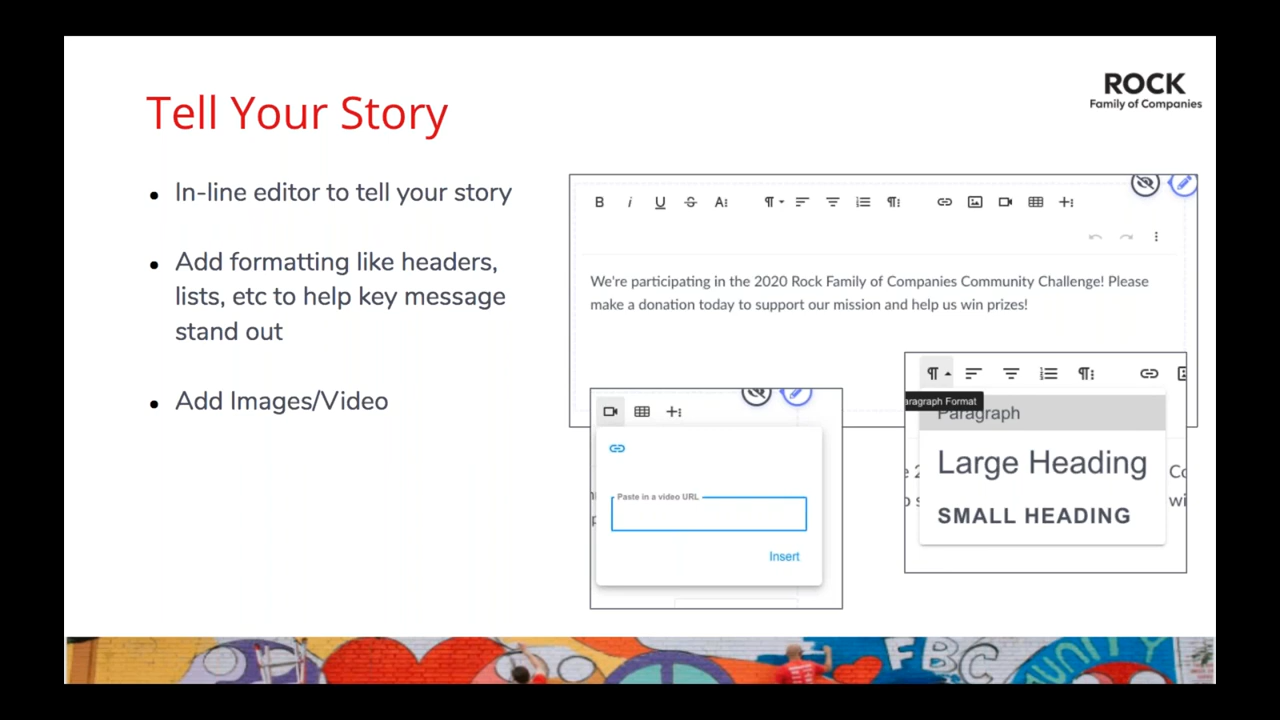 Tell Your Story
ROCK
Family of Companies
• In-line editor to tell your story
• Add formatting like headers,
lists, etc to help key message
stand out
• Add Images/Video
B i U S A
We're participating in the 2020 Rock Family of Companies Community Challenge! Please
make a donation today to support our mission and help us win prizes!
Paste in a video URL
Insert
aragraph Format
Paragraph
Large Heading
SMALL HEADING
FBC